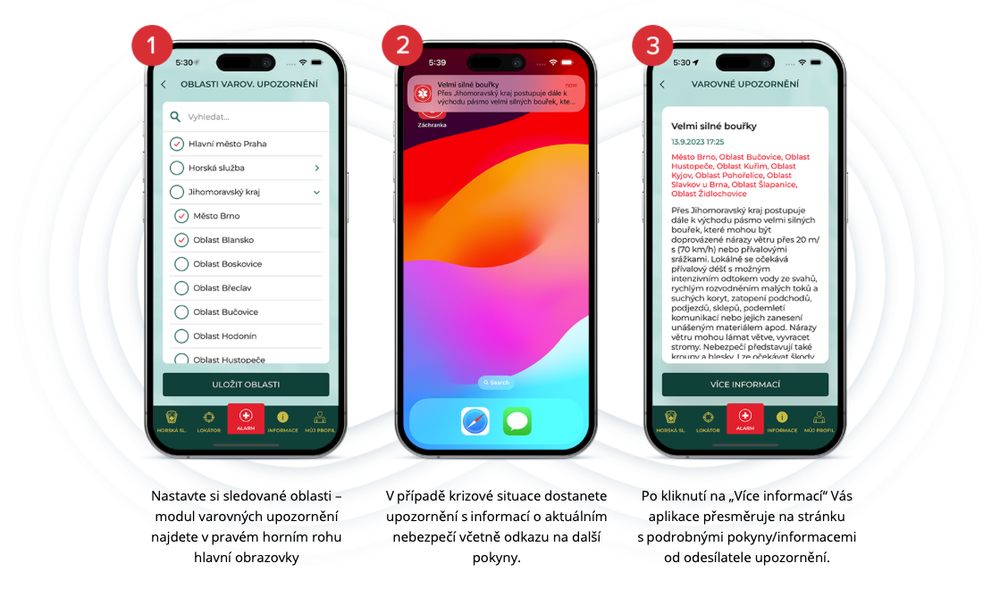 1
5:30
OBLASTI VAROV. UPOZORNĚNÍ
Vyhledat...
Hlavní město Praha
Horská služba
Jihomoravský kraj
Město Brno
Oblast Blansko
Oblast Boskovice
Oblast Břeclav
Oblast Bučovice
Oblast Hodonín
Oblast Hustopeče
ULOŽIT OBLASTI
HORSKÁ SL.
LOKÁTOR
ALARM
INFORMACE
MŮJ PROFIL
Nastavte si sledované oblasti –
modul varovných upozornění
najdete v pravém horním rohu
hlavní obrazovky
2
5:39
Velmi silné bouřky now
Přes Jihomoravský kraj postupuje dále k
východu pásmo velmi silných bouřek, kte...
Záchranka
Search
V případě krizové situace dostanete
upozornění s informací o aktuálním
nebezpečí včetně odkazu na další
pokyny.
3
5:30
VAROVNÉ UPOZORNĚNÍ
Velmi silné bouřky
13.9.2023 17:25
Město Brno, Oblast Bučovice, Oblast
Hustopeče, Oblast Kuřim, Oblast
Kyjov, Oblast Pohořelice, Oblast
Slavkov u Brna, Oblast Šlapanice,
Oblast Židlochovice
Přes Jihomoravský kraj postupuje
dále k východu pásmo velmi silných
bouřek, které mohou být
doprovázené nárazy větru přes 20 m/
s (70 km/h) nebo přívalovými
srážkami. Lokálně se očekává
přívalový déšť s možným
intenzivním odtokem vody ze svahů,
rychlým rozvodněním malých toků a
suchých koryt, zatopení podchodů,
podjezdů, sklepů, podemletí
komunikací nebo jejich zanesení
unášeným materiálem apod. Nárazy
větru mohou lámat větve, vyvracet
stromy. Nebezpečí představují také
kroupy a blesky. Lze očekávat škody
VÍCE INFORMACÍ
HORSKÁ SL.
LOKÁTOR
ALARM
INFORMACE
MŮJ PROFIL
Po kliknutí na „Více informací“ Vás
aplikace přesměruje na stránku
s podrobnými pokyny/informacemi
od odesílatele upozornění.